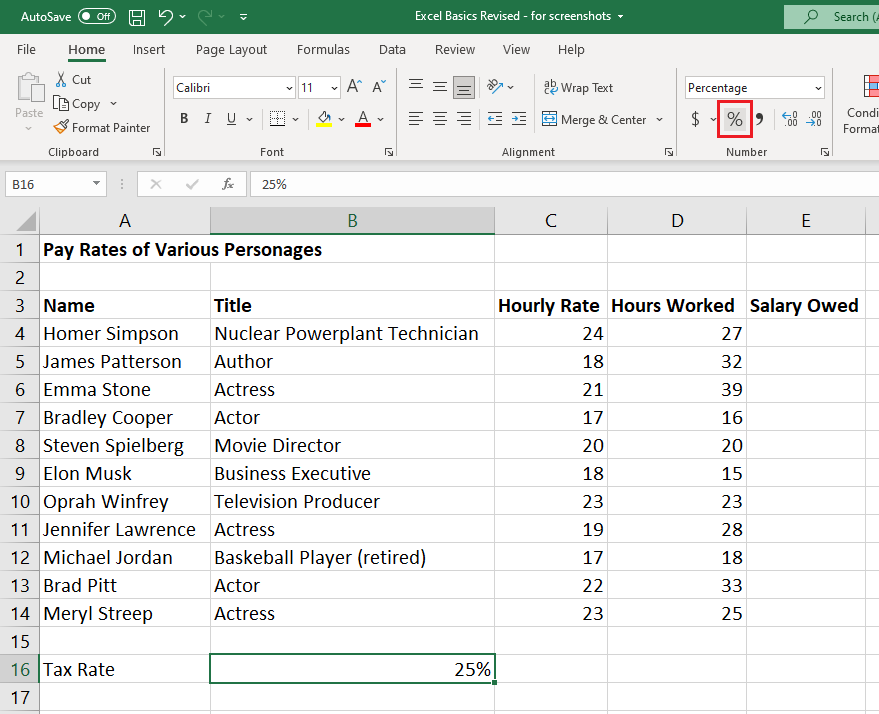 AutoSave Off Excel Basics Revised - for screenshots Search (A
File Home Insert Page Layout Formulas Data Review View Help
Paste Cut Copy Format Painter
Calibri 11 A A
B I U A
ab Wrap Text
Merge & Center
Percentage
$ % , .00 .00
Condi
Format
Clipboard Font Alignment Number
B16 fx 25%
A B C D E
1 Pay Rates of Various Personages
2
3 Name Title Hourly Rate Hours Worked Salary Owed
4 Homer Simpson Nuclear Powerplant Technician 24 27
5 James Patterson Author 18 32
6 Emma Stone Actress 21 39
7 Bradley Cooper Actor 17 16
8 Steven Spielberg Movie Director 20 20
9 Elon Musk Business Executive 18 15
10 Oprah Winfrey Television Producer 23 23
11 Jennifer Lawrence Actress 19 28
12 Michael Jordan Baskeball Player (retired) 17 18
13 Brad Pitt Actor 22 33
14 Meryl Streep Actress 23 25
15
16 Tax Rate 25%
17